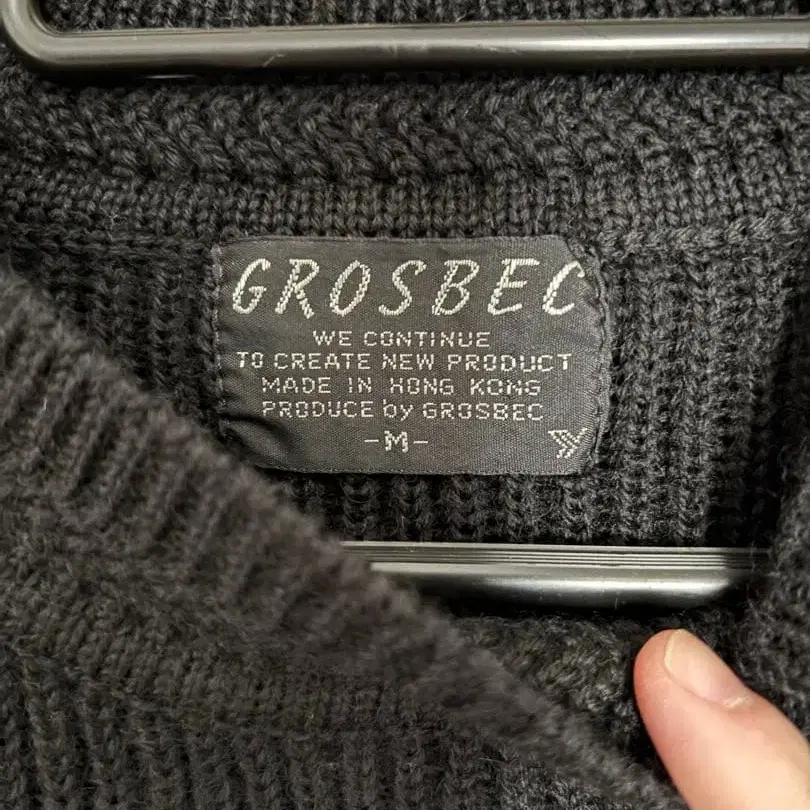 GROSBEC
WE CONTINUE
TO CREATE NEW PRODUCT
MADE IN HONG KONG
PRODUCE by GROSBEC
-M-